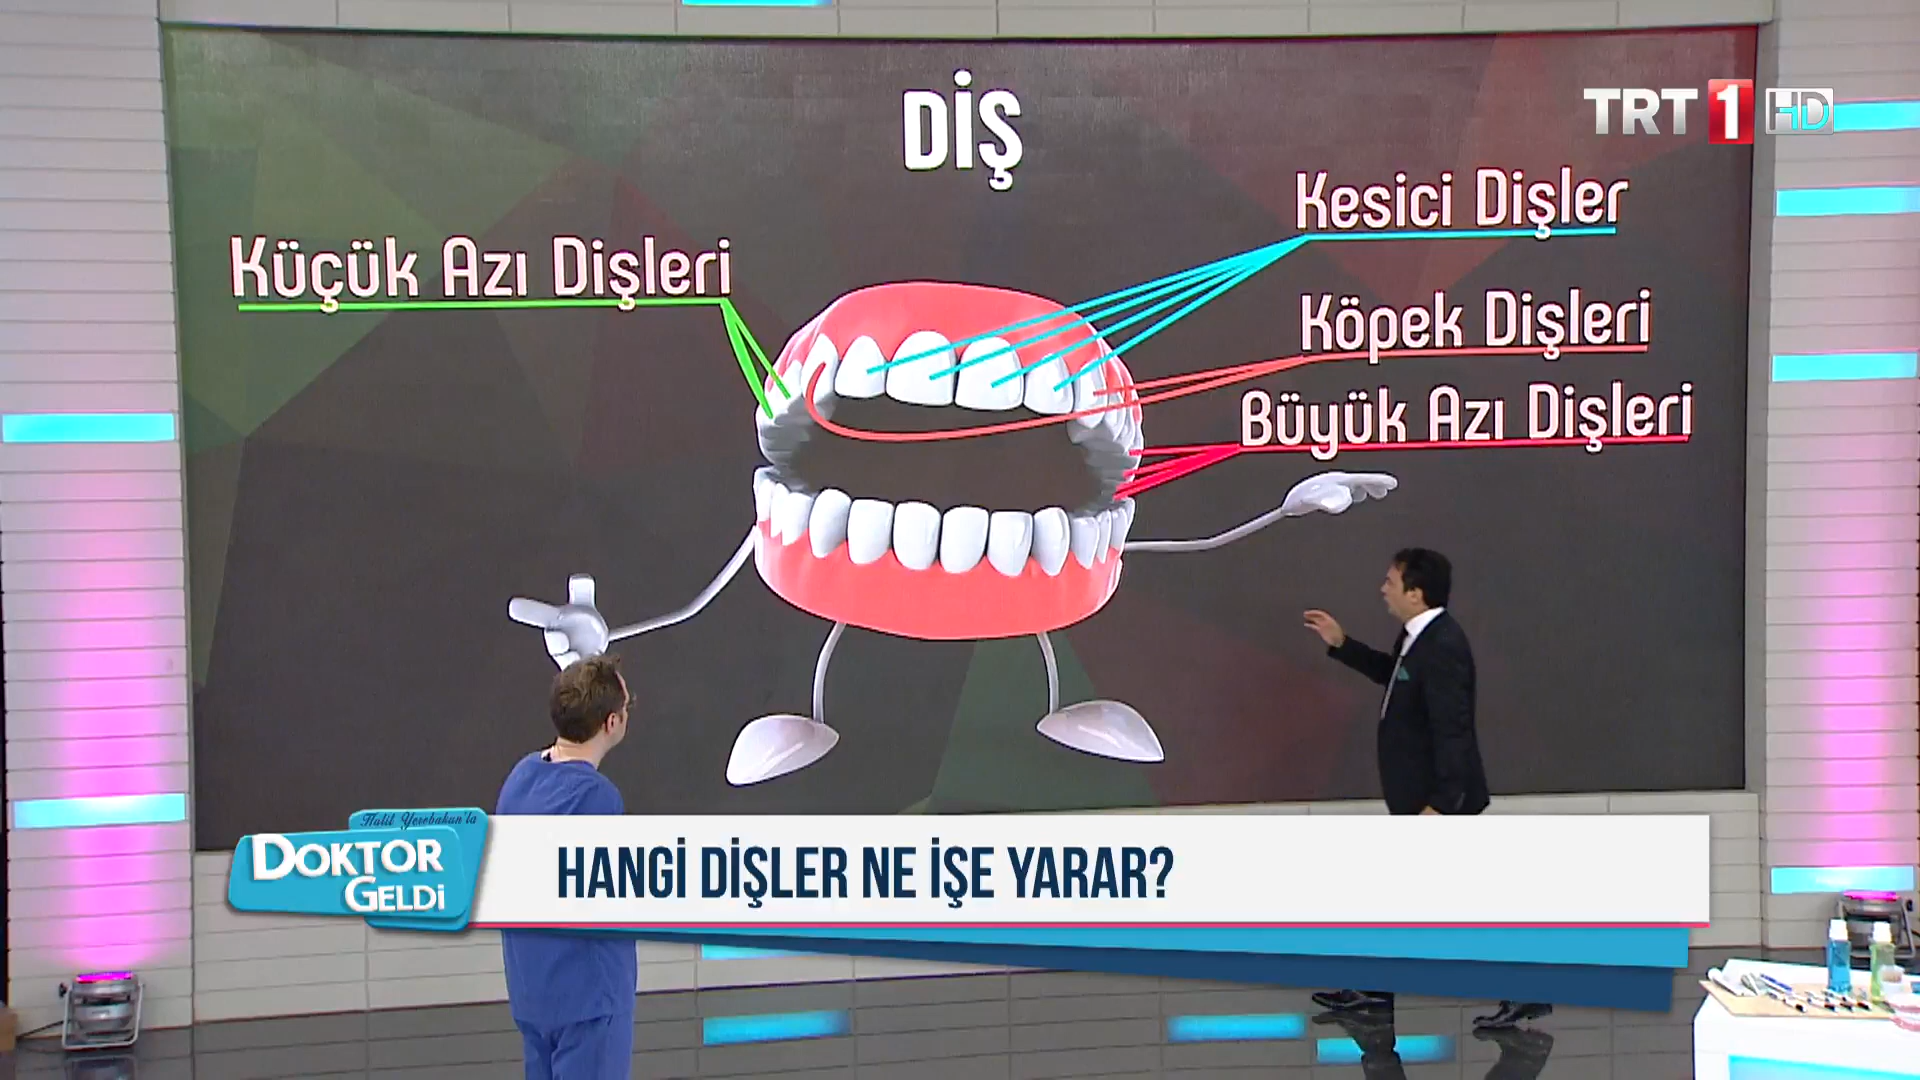 DİŞ
TRT 1 HD
Kesici Dişler
Küçük Azı Dişleri
Köpek Dişleri
Büyük Azı Dişleri
Halil Yerebakan'la
DOKTOR
GELDİ
HANGİ DİŞLER NE İŞE YARAR?